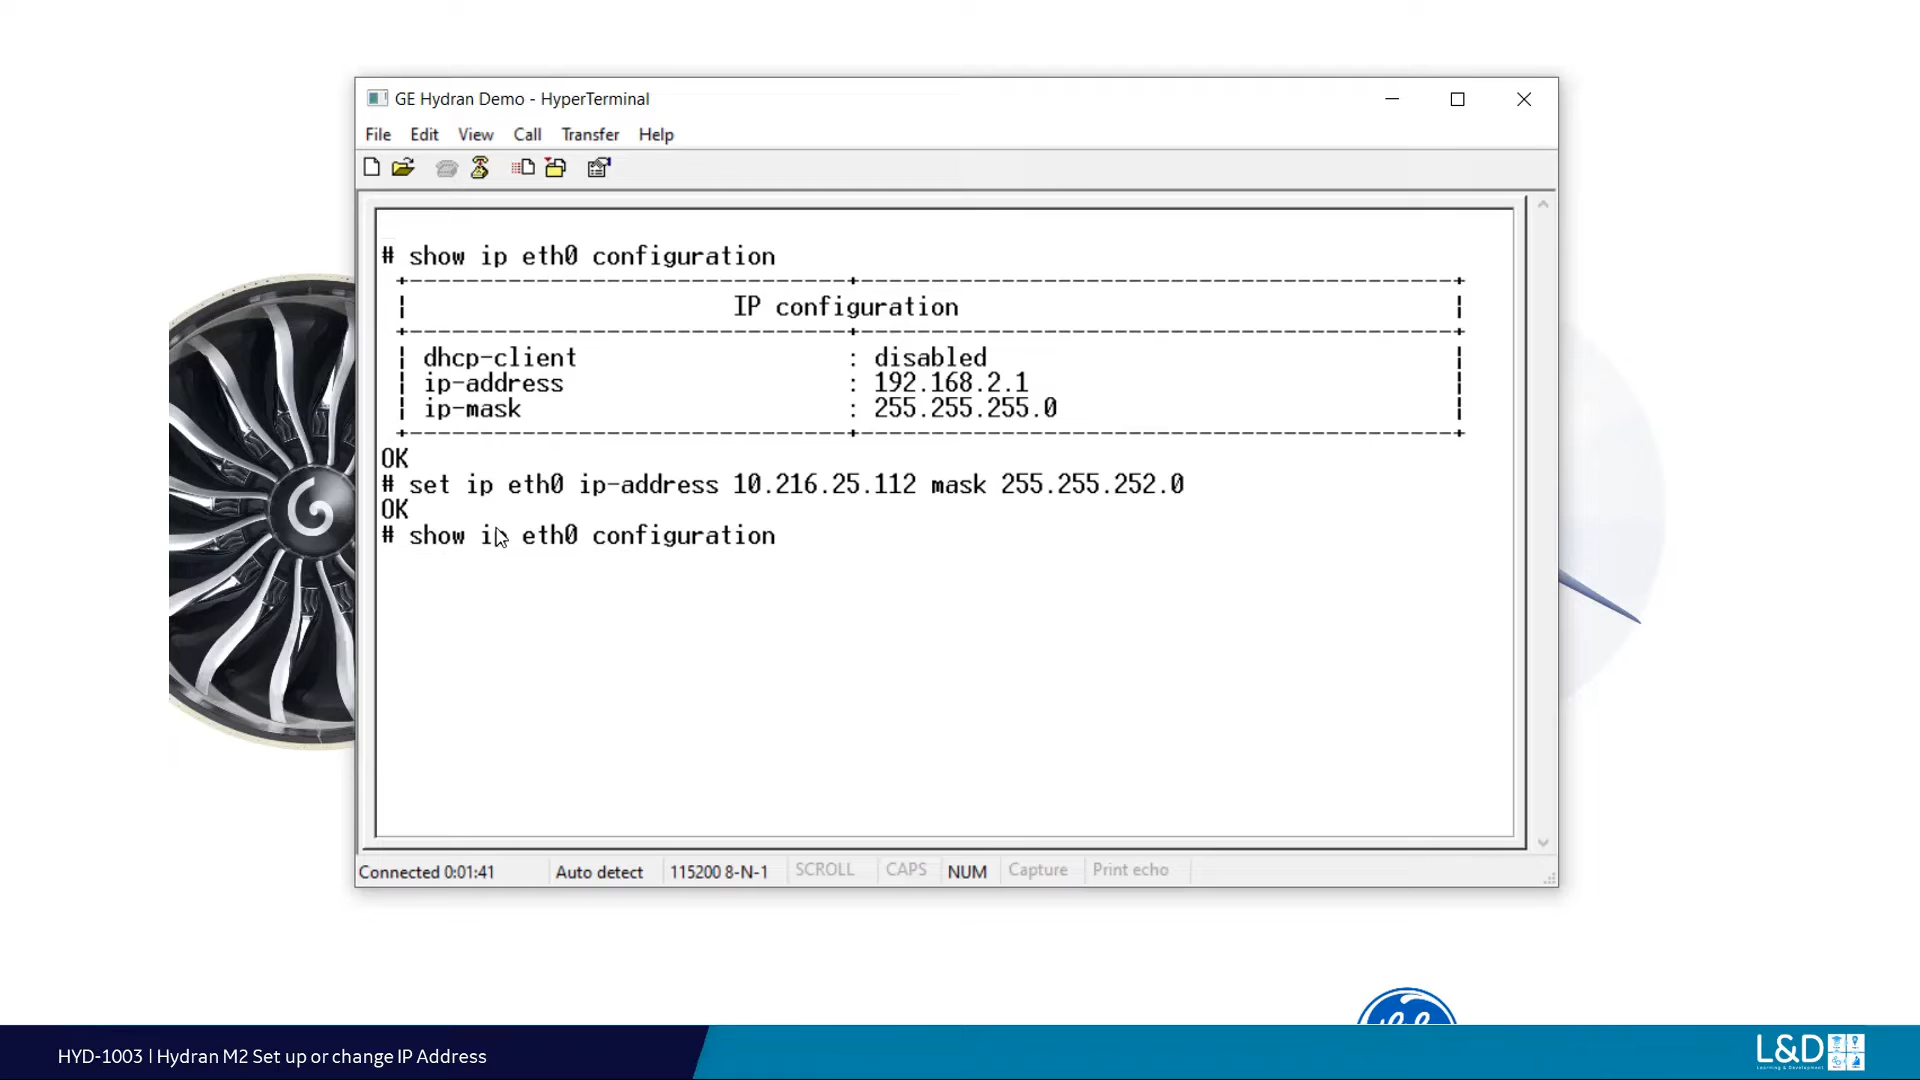 GE Hydran Demo - HyperTerminal
File Edit View Call Transfer Help
# show ip eth0 configuration
IP configuration
dhcp-client : disabled
ip-address : 192.168.2.1
ip-mask : 255.255.255.0
OK
# set ip eth0 ip-address 10.216.25.112 mask 255.255.252.0
OK
# show ip eth0 configuration
Connected 0:01:41 Auto detect 115200 8-N-1 SCROLL CAPS NUM Capture Print echo
HYD-1003 | Hydran M2 Set up or change IP Address
L&D
Learning & Development